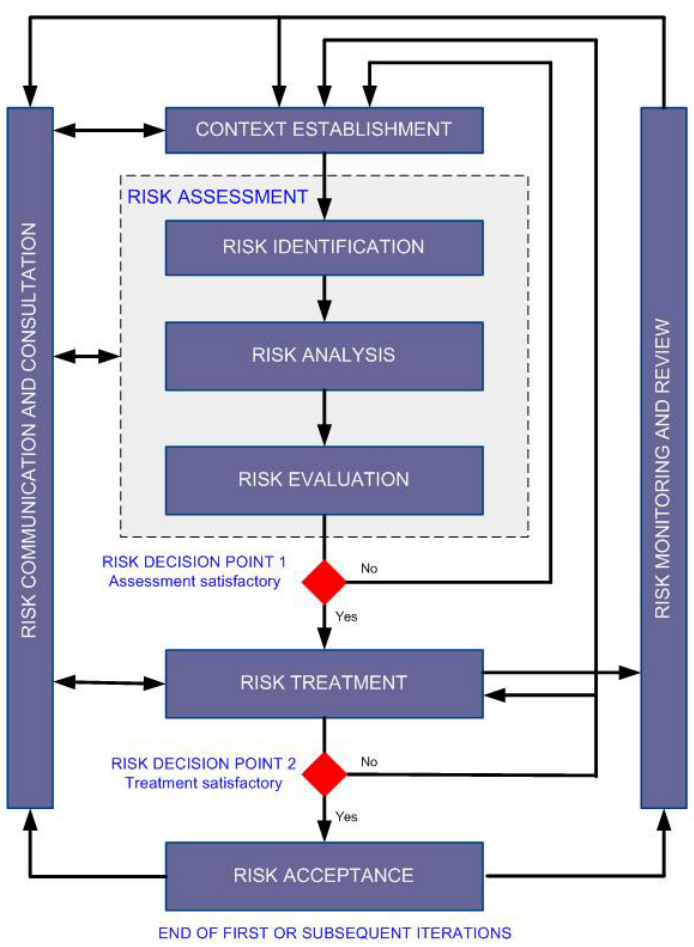 CONTEXT ESTABLISHMENT
RISK ASSESSMENT
RISK IDENTIFICATION
RISK COMMUNICATION AND CONSULTATION
RISK ANALYSIS
RISK MONITORING AND REVIEW
RISK EVALUATION
RISK DECISION POINT 1
Assessment satisfactory
No
Yes
RISK TREATMENT
RISK DECISION POINT 2
Treatment satisfactory
No
Yes
RISK ACCEPTANCE
END OF FIRST OR SUBSEQUENT ITERATIONS